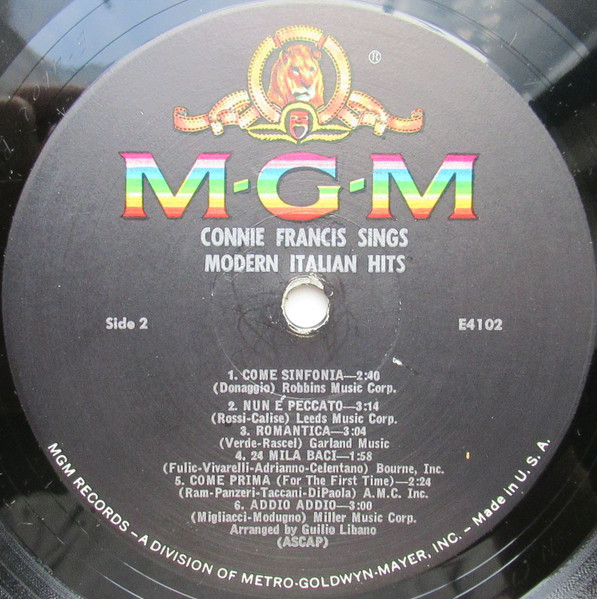 ®
M·G·M
CONNIE FRANCIS SINGS
MODERN ITALIAN HITS
Side 2
E4102
1. COME SINFONIA—2:40
(Donaggio) Robbins Music Corp.
2. NUN E PECCATO—3:14
(Rossi-Calise) Leeds Music Corp.
3. ROMANTICA—3:04
(Verde-Rascel) Garland Music
4. 24 MILA BACI—1:58
(Fulic-Vivarelli-Adrianno-Celentano) Bourne, Inc.
5. COME PRIMA (For The First Time)—2:24
(Ram-Panzeri-Taccani-DiPaola) A.M.C. Inc.
6. ADDIO ADDIO—3:00
(Migliacci-Modugno) Miller Music Corp.
Arranged by Guilio Libano
(ASCAP)
MGM RECORDS – A DIVISION OF METRO-GOLDWYN-MAYER, INC. – Made in U. S. A.